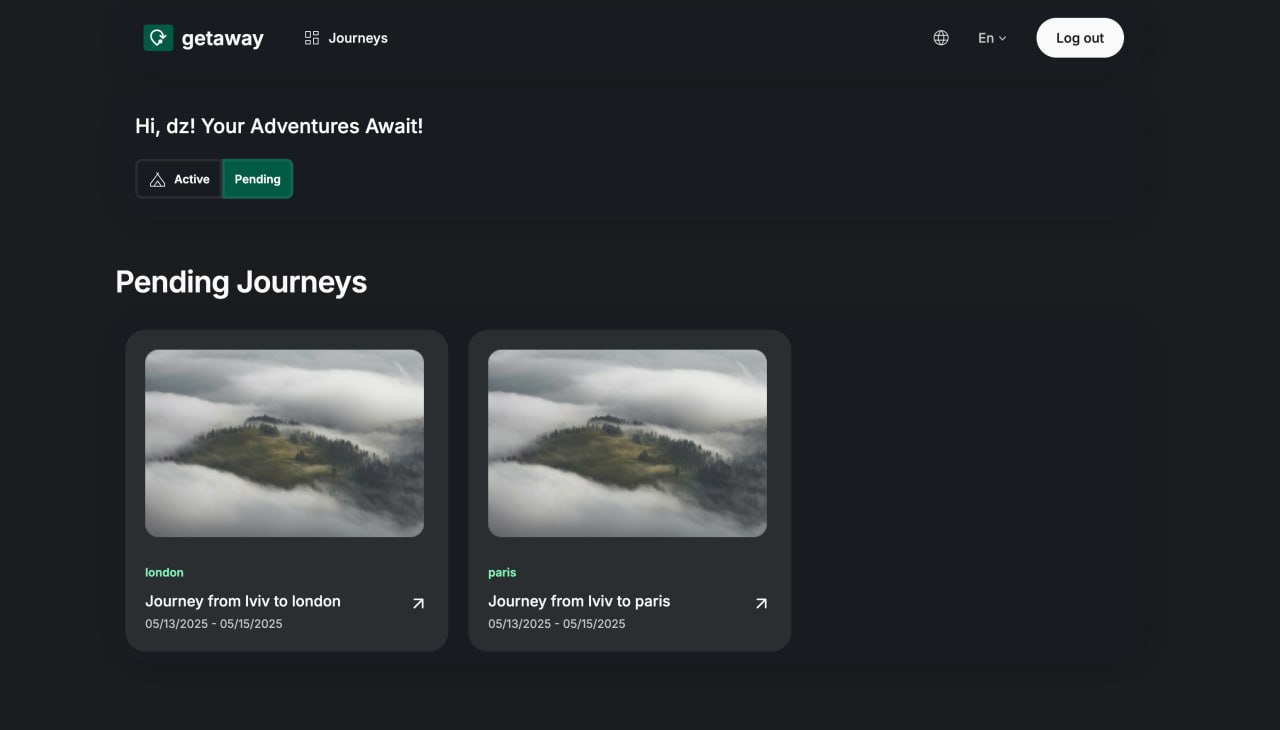 getaway
Journeys
En
Log out
Hi, dz! Your Adventures Await!
Active
Pending
Pending Journeys
london
Journey from lviv to london
05/13/2025 - 05/15/2025
paris
Journey from lviv to paris
05/13/2025 - 05/15/2025